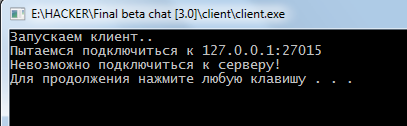 E:\HACKER\Final beta chat [3.0]\client\client.exe
Запускаем клиент..
Пытаемся подключиться к 127.0.0.1:27015
Невозможно подключиться к серверу!
Для продолжения нажмите любую клавишу . . .